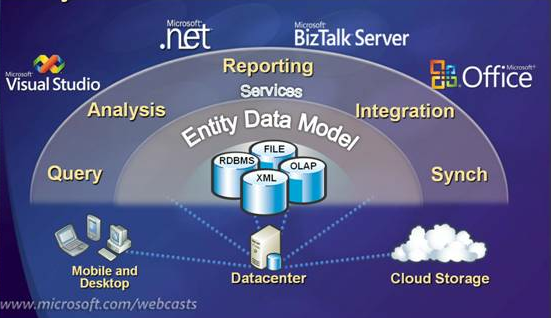 Microsoft
.net
Microsoft
BizTalk Server
Microsoft
Visual Studio
Microsoft
Office
Reporting
Services
Analysis
Integration
Entity Data Model
Query
Synch
FILE
RDBMS
OLAP
XML
Mobile and
Desktop
Datacenter
Cloud Storage
www.microsoft.com/webcasts